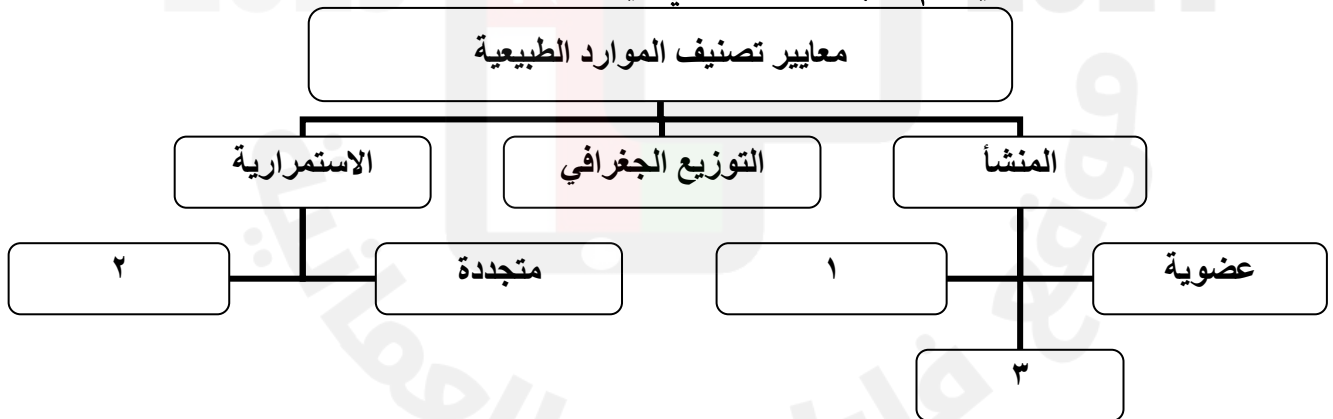 معايير تصنيف الموارد الطبيعية
المنشأ
التوزيع الجغرافي
الاستمرارية
عضوية
١
متجددة
٢
٣